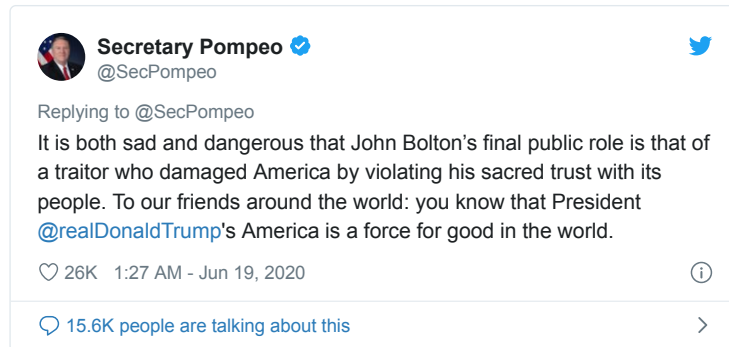 Secretary Pompeo
@SecPompeo
Replying to @SecPompeo
It is both sad and dangerous that John Bolton’s final public role is that of
a traitor who damaged America by violating his sacred trust with its
people. To our friends around the world: you know that President
@realDonaldTrump's America is a force for good in the world.
26K 1:27 AM - Jun 19, 2020
15.6K people are talking about this